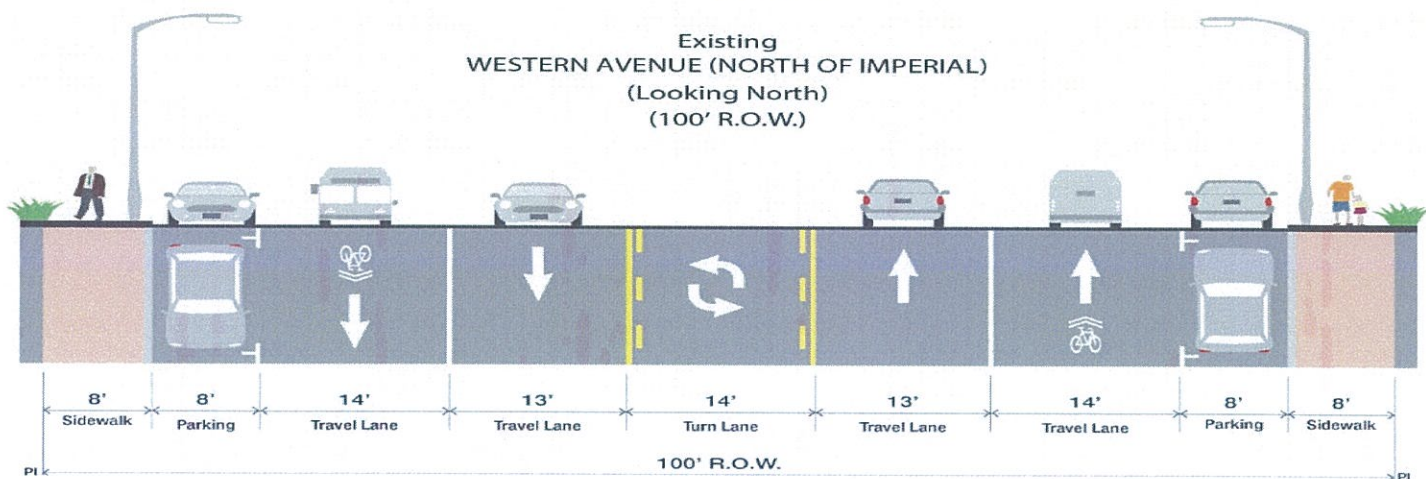 Existing
WESTERN AVENUE (NORTH OF IMPERIAL)
(Looking North)
(100' R.O.W.)
8' 8' 14' 13' 14' 13' 14' 8' 8'
Sidewalk Parking Travel Lane Travel Lane Turn Lane Travel Lane Travel Lane Parking Sidewalk
100' R.O.W.
PL PL